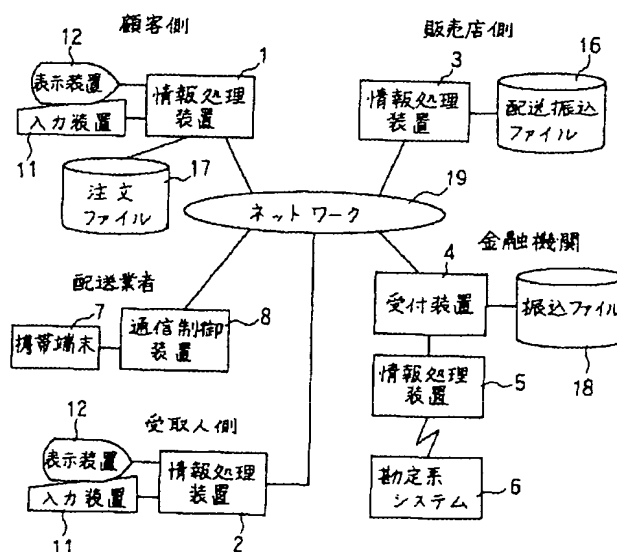 顧客側
12
表示装置
入力装置
11
1
情報処理
装置
17
注文
ファイル
販売店側
3
情報処理
装置
16
配送振込
ファイル
19
ネットワーク
配送業者
7
携帯端末
8
通信制御
装置
金融機関
4
受付装置
振込ファイル
18
情報処理
装置
5
勘定系
システム
6
受取人側
12
表示装置
入力装置
11
情報処理
装置
2